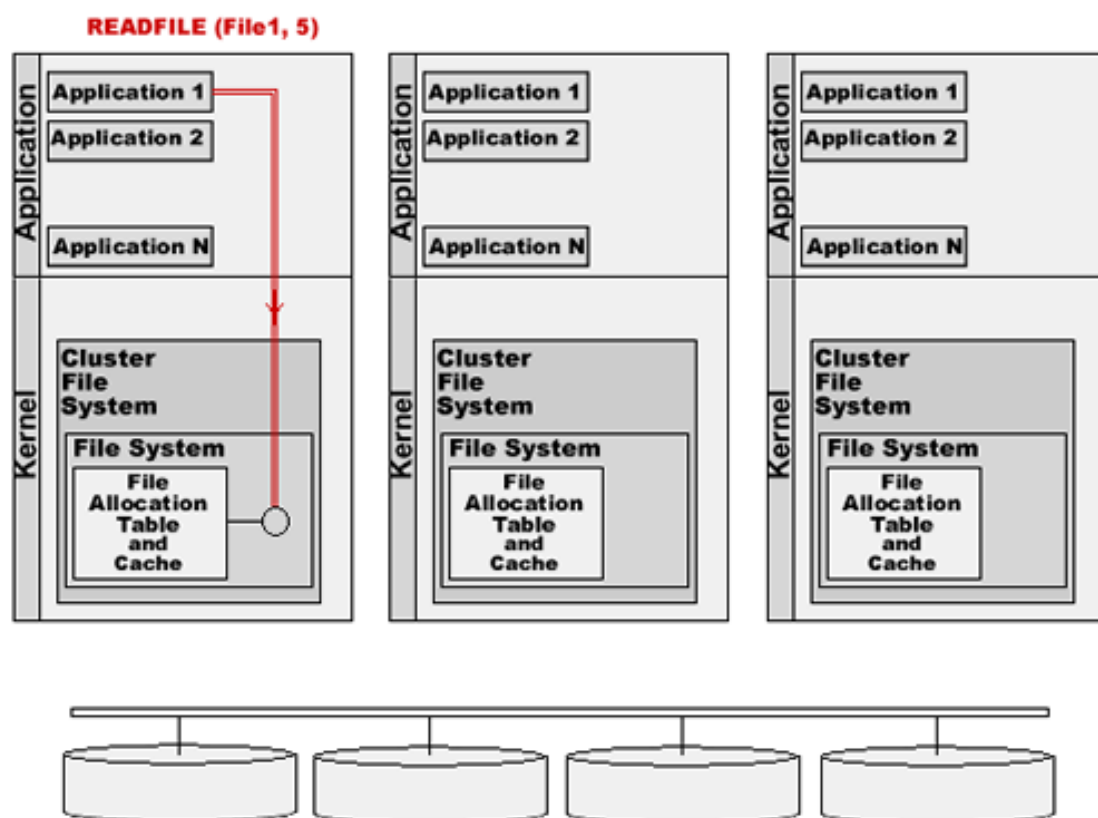 READFILE (File1, 5)
Application
Application 1
Application 2
Application N
Kernel
Cluster
File
System
File System
File
Allocation
Table
and
Cache
Application
Application 1
Application 2
Application N
Kernel
Cluster
File
System
File System
File
Allocation
Table
and
Cache
Application
Application 1
Application 2
Application N
Kernel
Cluster
File
System
File System
File
Allocation
Table
and
Cache